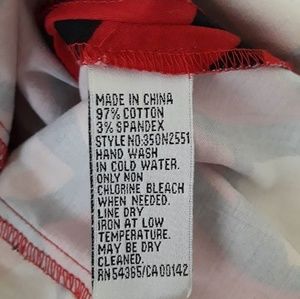 MADE IN CHINA
97% COTTON
3% SPANDEX
STYLE NO:350N2551
HAND WASH
IN COLD WATER.
ONLY NON
CHLORINE BLEACH
WHEN NEEDED.
LINE DRY
IRON AT LOW
TEMPERATURE.
MAY BE DRY
CLEANED.
RN54365/CA00142